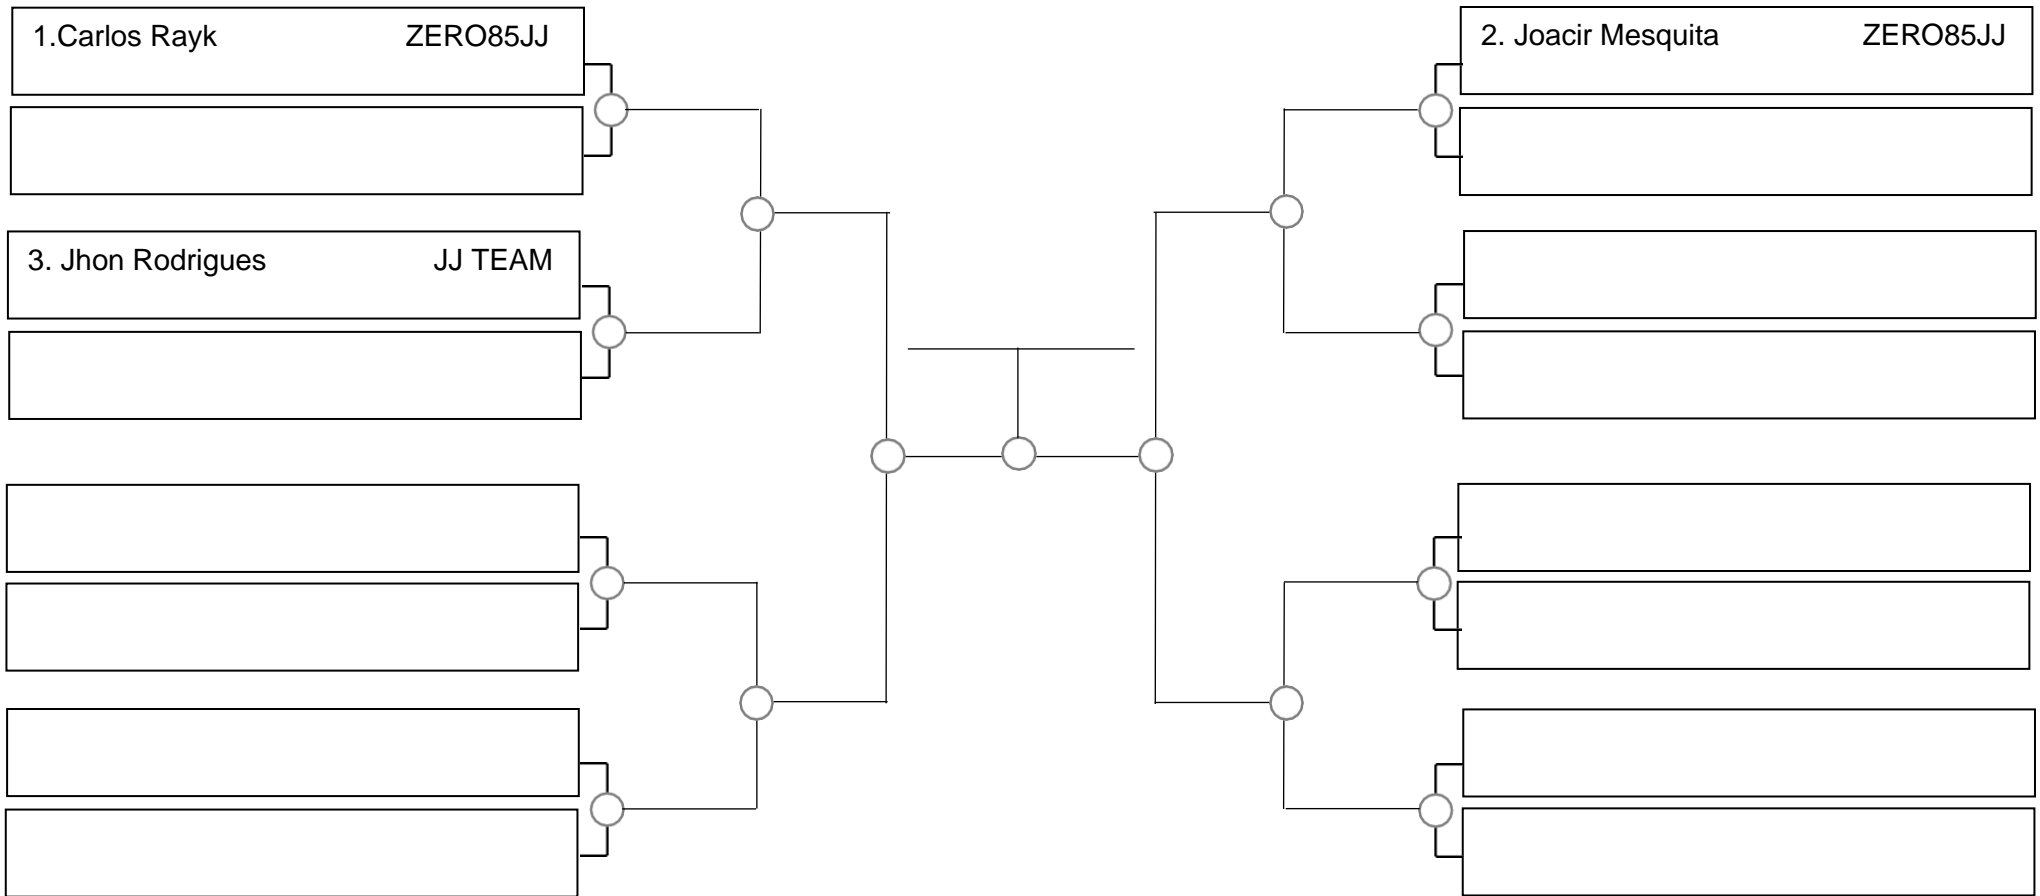 1.Carlos Rayk ZERO85JJ
2. Joacir Mesquita ZERO85JJ
3. Jhon Rodrigues JJ TEAM